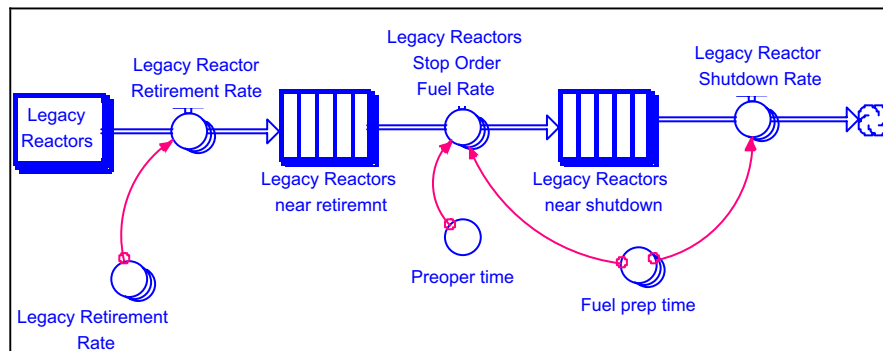 Legacy Reactors
Stop Order
Fuel Rate
Legacy Reactor
Retirement Rate
Legacy Reactor
Shutdown Rate
Legacy
Reactors
Legacy Reactors
near retiremnt
Legacy Reactors
near shutdown
Preoper time
Fuel prep time
Legacy Retirement
Rate